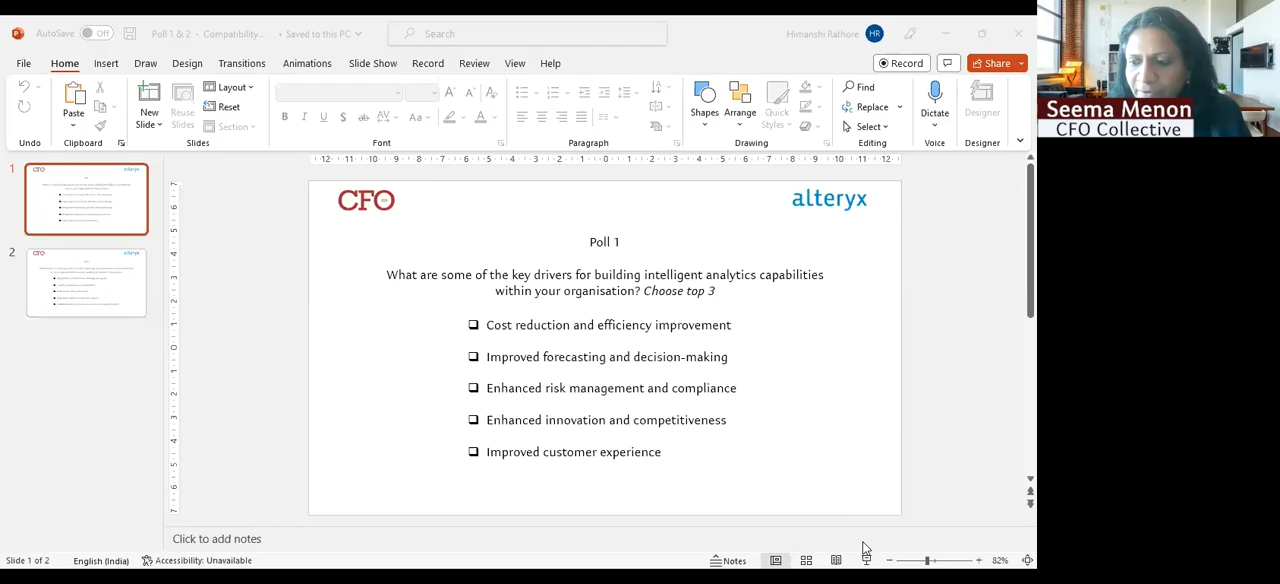 AutoSave Off Poll 1 & 2 - Compatibility... • Saved to this PC Search Himanshi Rathore HR
File Home Insert Draw Design Transitions Animations Slide Show Record Review View Help Record Share
Paste New Slide Reuse Slides Layout Reset Section Shapes Arrange Quick Styles Find Replace Select Dictate Designer
Undo Clipboard Slides Font Paragraph Drawing Editing Voice Designer
Seema Menon
CFO Collective
1
2
CFO alteryx
Poll 1
What are some of the key drivers for building intelligent analytics capabilities
within your organisation? Choose top 3
Cost reduction and efficiency improvement
Improved forecasting and decision-making
Enhanced risk management and compliance
Enhanced innovation and competitiveness
Improved customer experience
Click to add notes
Slide 1 of 2 English (India) Accessibility: Unavailable Notes 82%